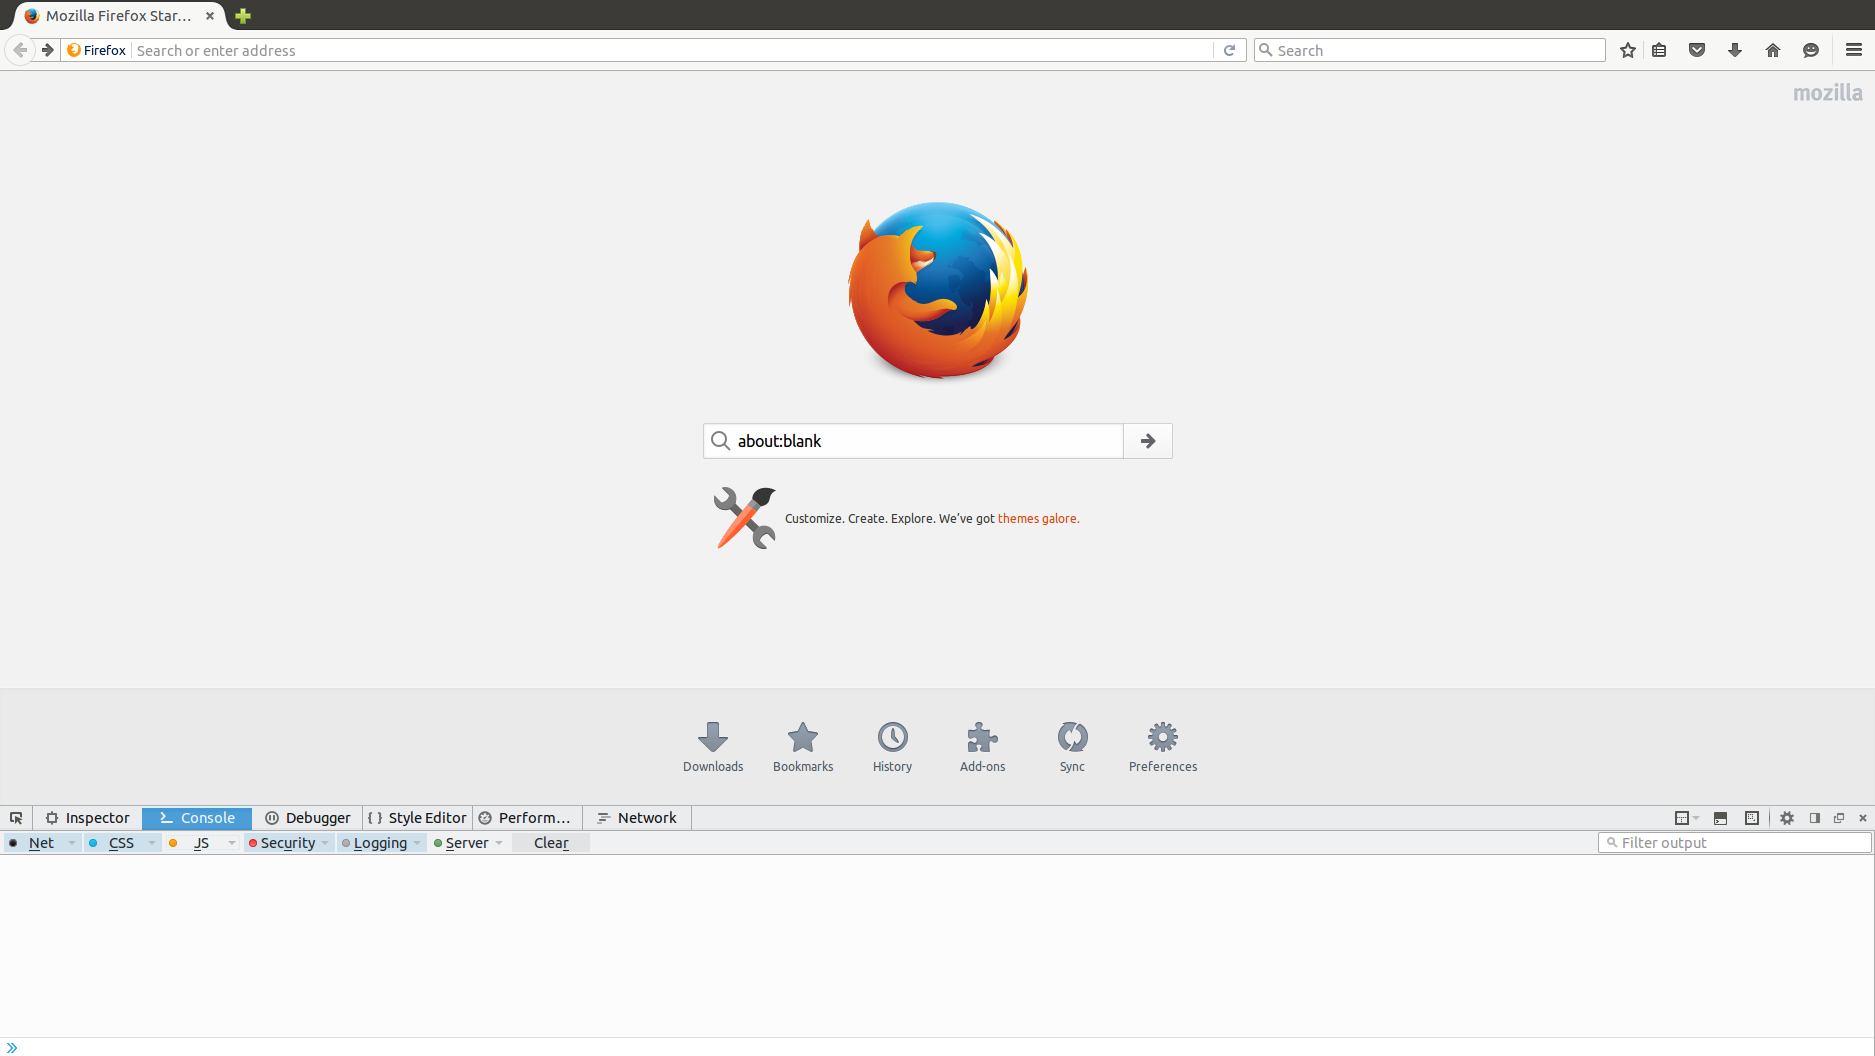 Mozilla Firefox Star...
Firefox Search or enter address Search
mozilla
about:blank
Customize. Create. Explore. We've got themes galore.
Downloads Bookmarks History Add-ons Sync Preferences
Inspector Console Debugger { } Style Editor Perform... Network
Net CSS JS Security Logging Server Clear Filter output